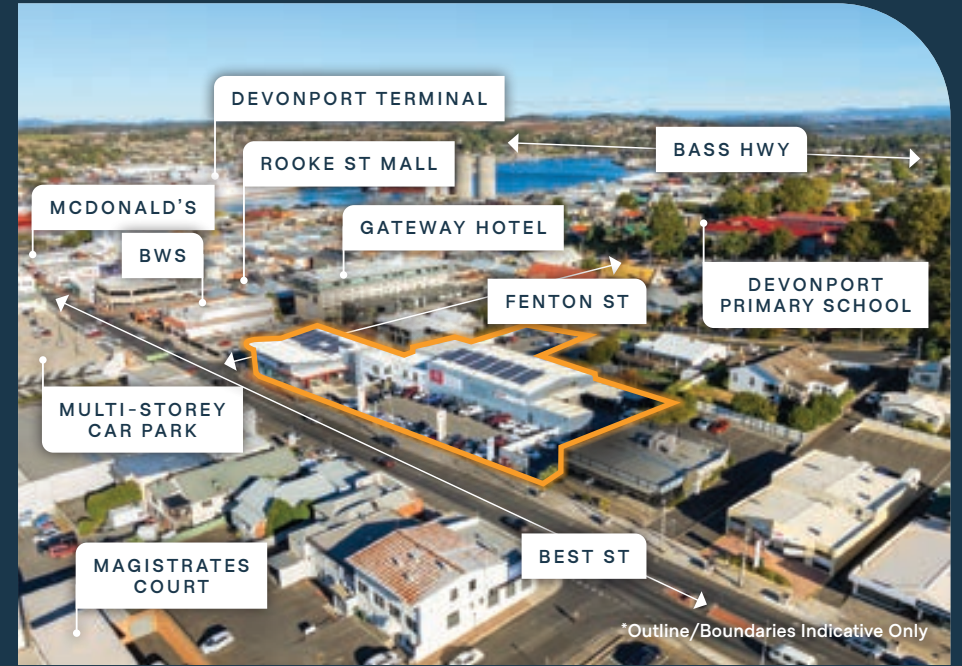 DEVONPORT TERMINAL
BASS HWY
ROOKE ST MALL
MCDONALD'S
GATEWAY HOTEL
BWS
DEVONPORT
PRIMARY SCHOOL
FENTON ST
MULTI-STOREY
CAR PARK
BEST ST
MAGISTRATES
COURT
*Outline/Boundaries Indicative Only